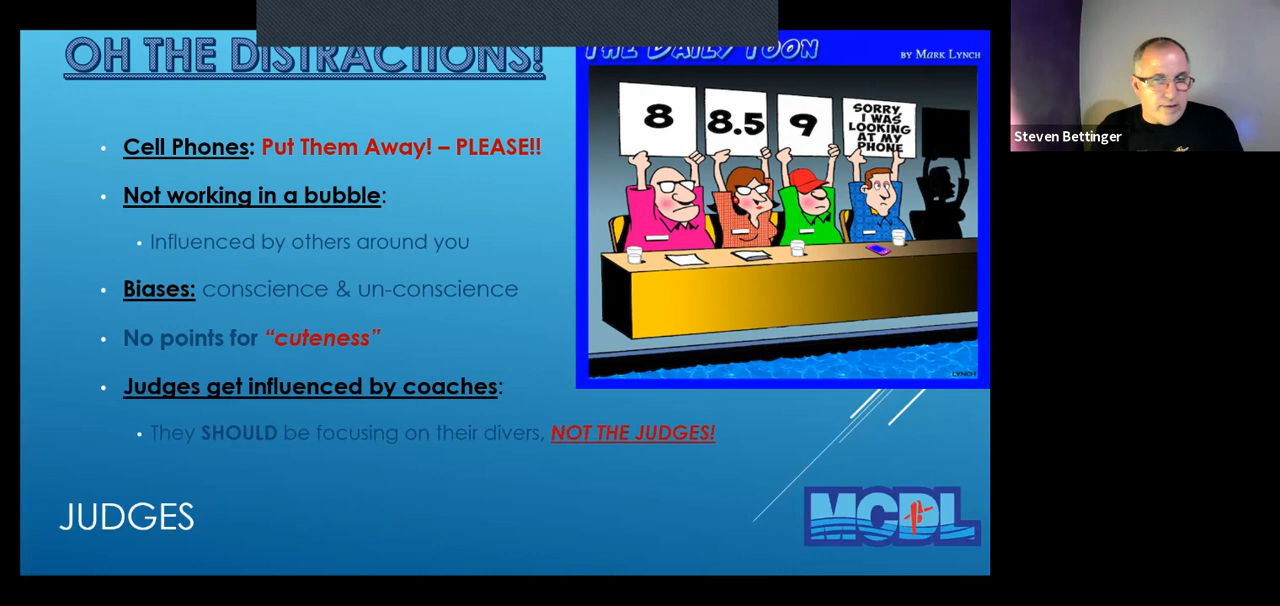 OH THE DISTRACTIONS!
• Cell Phones: Put Them Away! – PLEASE!!
• Not working in a bubble:
• Influenced by others around you
• Biases: conscience & un-conscience
• No points for “cuteness”
• Judges get influenced by coaches:
• They SHOULD be focusing on their divers, NOT THE JUDGES!
JUDGES
THE DAILY TOON
BY MARK LYNCH
8
8.5
9
SORRY,
I WAS
LOOKING
AT MY
PHONE
LYNCH
MCDL
Steven Bettinger